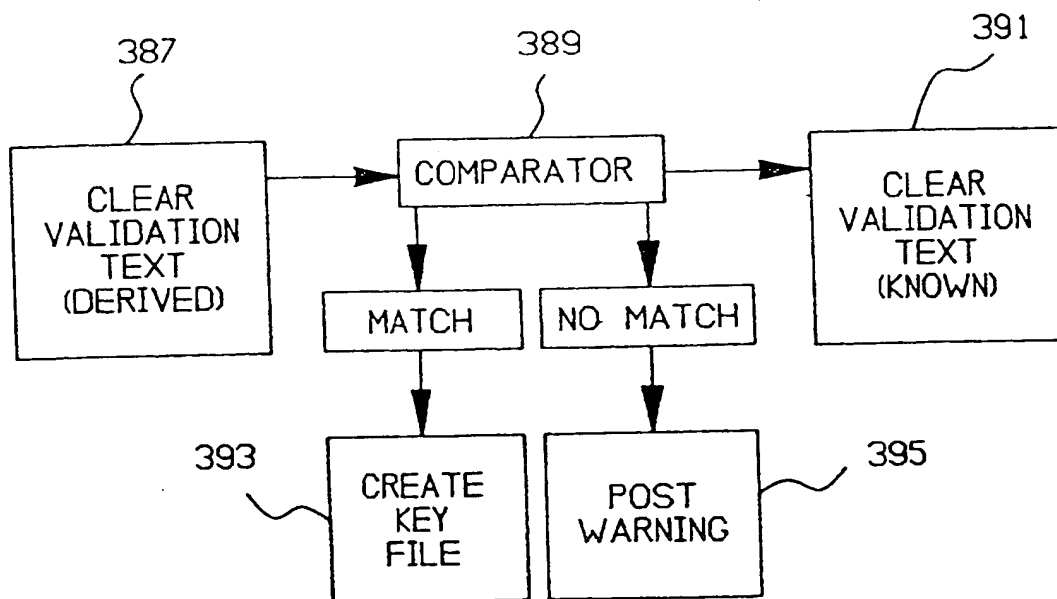 387
389
391
CLEAR
VALIDATION
TEXT
(DERIVED)
COMPARATOR
CLEAR
VALIDATION
TEXT
(KNOWN)
MATCH
NO MATCH
393
CREATE
KEY
FILE
POST
WARNING
395